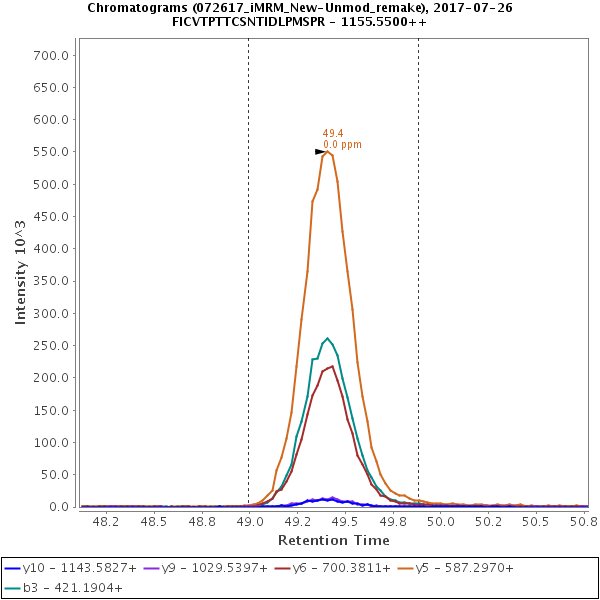 Chromatograms (072617_iMRM_New-Unmod_remake), 2017-07-26
FICVTPTTCSNTIDLPMSPR - 1155.5500++
700.0
650.0
600.0
550.0
500.0
450.0
400.0
350.0
300.0
250.0
200.0
150.0
100.0
50.0
0.0
Intensity 10^3
49.4
0.0 ppm
48.2 48.5 48.8 49.0 49.2 49.5 49.8 50.0 50.2 50.5 50.8
Retention Time
y10 - 1143.5827+ y9 - 1029.5397+ y6 - 700.3811+ y5 - 587.2970+
b3 - 421.1904+